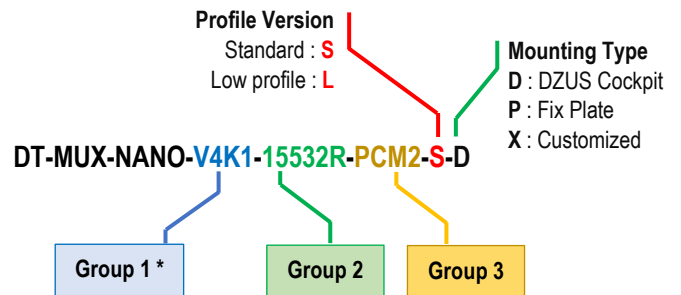 Profile Version
Standard : S
Low profile : L
Mounting Type
D : DZUS Cockpit
P : Fix Plate
X : Customized
DT-MUX-NANO-V4K1-15532R-PCM2-S-D
Group 1 *
Group 2
Group 3